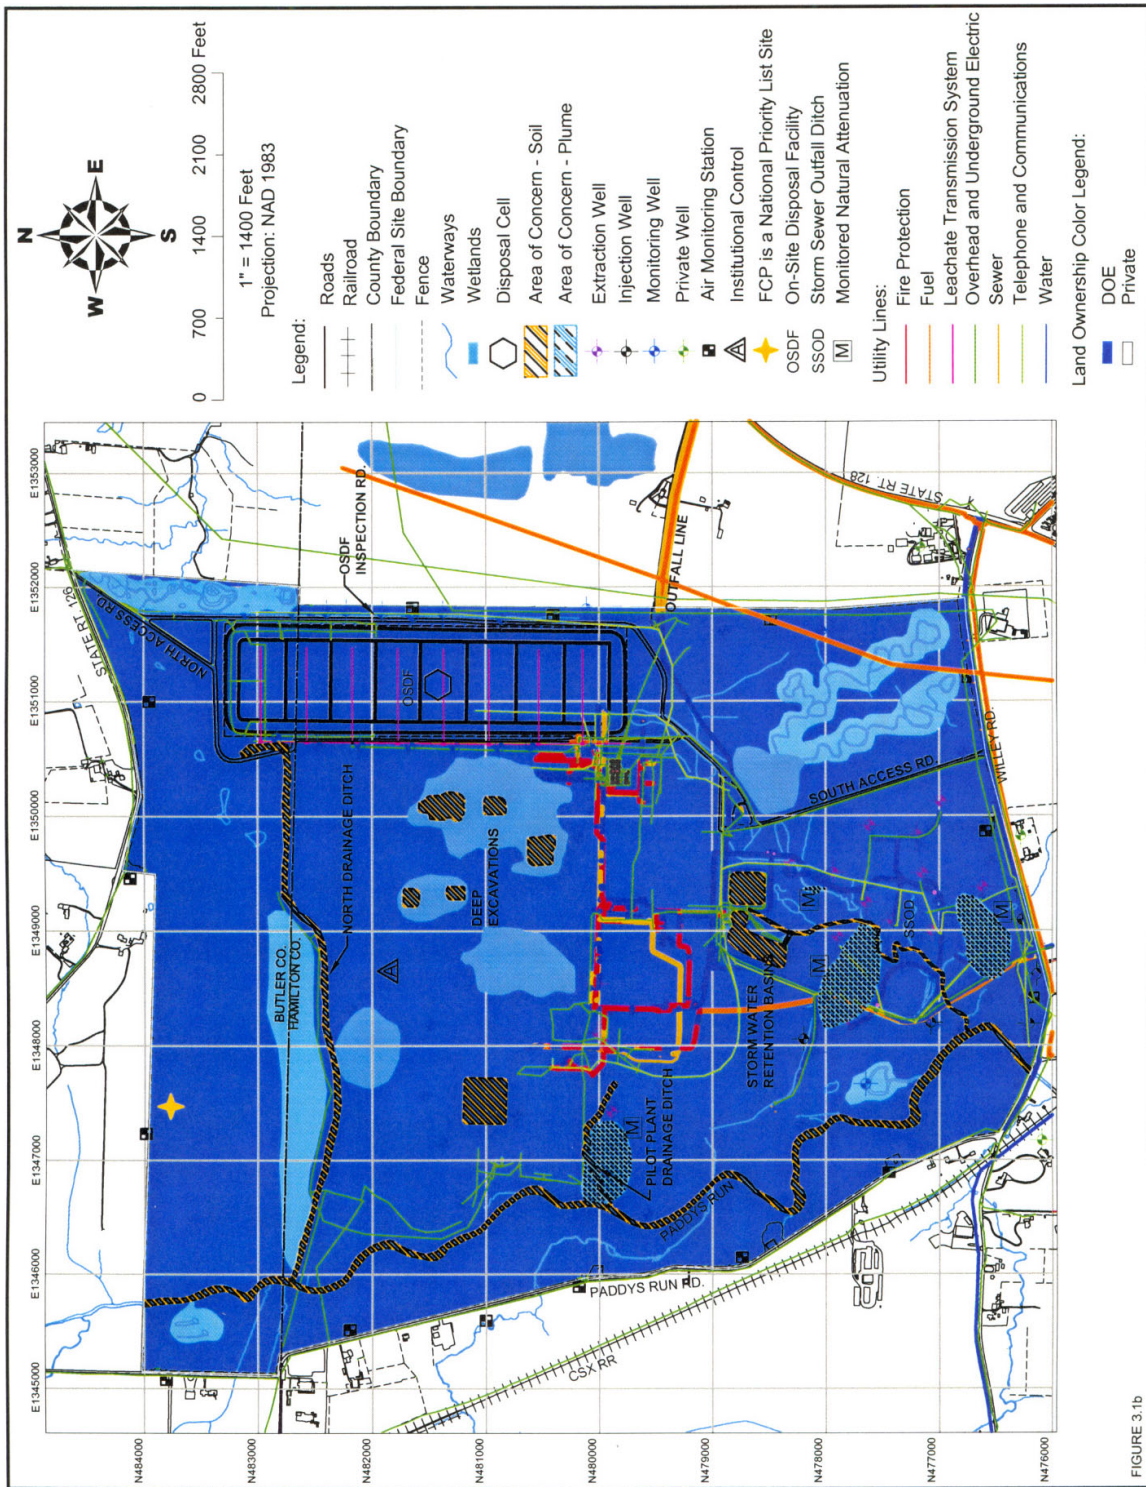 N
E
S
W
1" = 1400 Feet
Projection: NAD 1983
0
700
1400
2100
2800 Feet
Legend:
Roads
Railroad
County Boundary
Federal Site Boundary
Fence
Waterways
Wetlands
Disposal Cell
Area of Concern - Soil
Area of Concern - Plume
Extraction Well
Injection Well
Monitoring Well
Private Well
Air Monitoring Station
A Institutional Control
FCP is a National Priority List Site
OSDF On-Site Disposal Facility
SSOD Storm Sewer Outfall Ditch
M Monitored Natural Attenuation
Utility Lines:
Fire Protection
Fuel
Leachate Transmission System
Overhead and Underground Electric
Sewer
Telephone and Communications
Water
Land Ownership Color Legend:
DOE
Private
E1345000
E1346000
E1347000
E1348000
E1349000
E1350000
E1351000
E1352000
E1353000
N484000
N483000
N482000
N481000
N480000
N479000
N478000
N477000
N476000
STATE RT. 126
NORTH ACCESS RD.
OSDF
INSPECTION RD.
OSDF
BUTLER CO.
HAMILTON CO.
NORTH DRAINAGE DITCH
A
DEEP
EXCAVATIONS
OUTFALL LINE
STATE RT. 128
SOUTH ACCESS RD.
WILLEY RD.
STORM WATER
RETENTION BASINS
SSOD
M
M
M
M
PILOT PLANT
DRAINAGE DITCH
PADDYS RUN
PADDYS RUN RD.
CSX RR
FIGURE 3.1b